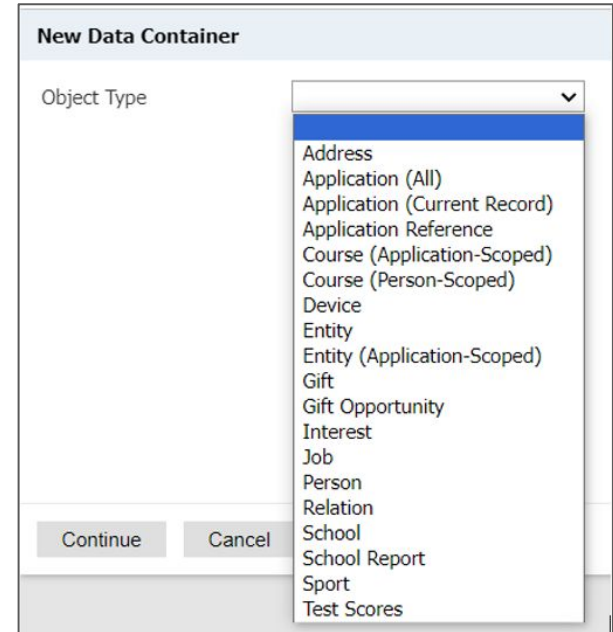 New Data Container
Object Type
Address
Application (All)
Application (Current Record)
Application Reference
Course (Application-Scoped)
Course (Person-Scoped)
Device
Entity
Entity (Application-Scoped)
Gift
Gift Opportunity
Interest
Job
Person
Relation
School
School Report
Sport
Test Scores
Continue
Cancel